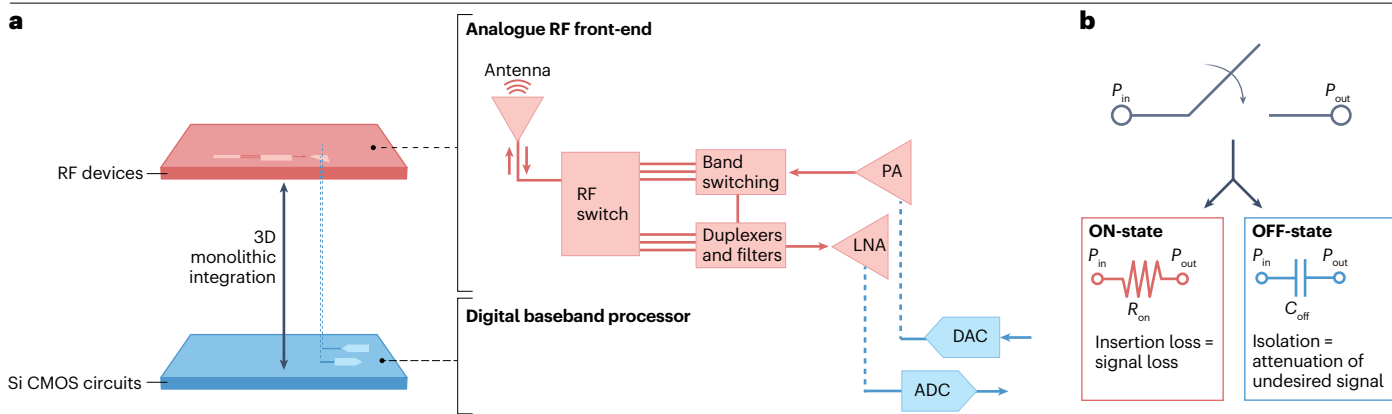 a
RF devices
3D
monolithic
integration
Si CMOS circuits
Analogue RF front-end
Antenna
RF
switch
Band
switching
Duplexers
and filters
PA
LNA
Digital baseband processor
DAC
ADC
b
Pin
Pout
ON-state
Pin
Pout
Ron
Insertion loss =
signal loss
OFF-state
Pin
Pout
Coff
Isolation =
attenuation of
undesired signal